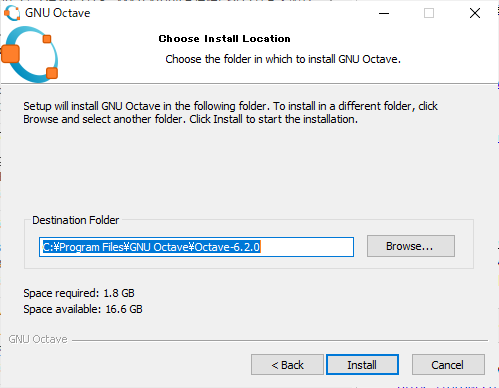 GNU Octave
Choose Install Location
Choose the folder in which to install GNU Octave.
Setup will install GNU Octave in the following folder. To install in a different folder, click
Browse and select another folder. Click Install to start the installation.
Destination Folder
C:¥Program Files¥GNU Octave¥Octave-6.2.0
Browse...
Space required: 1.8 GB
Space available: 16.6 GB
GNU Octave
< Back
Install
Cancel